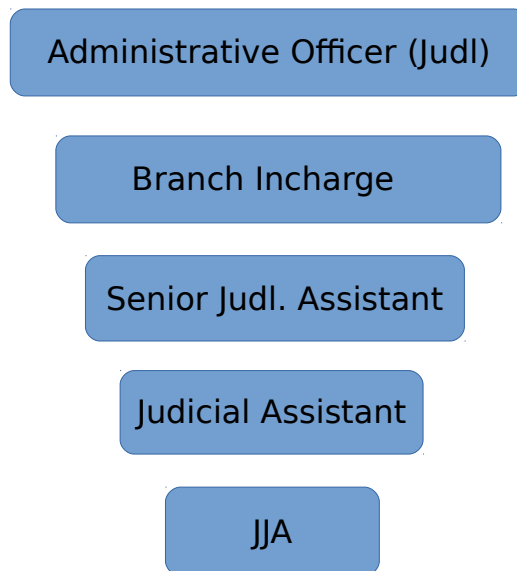 Administrative Officer (Judl)
Branch Incharge
Senior Judl. Assistant
Judicial Assistant
JJA